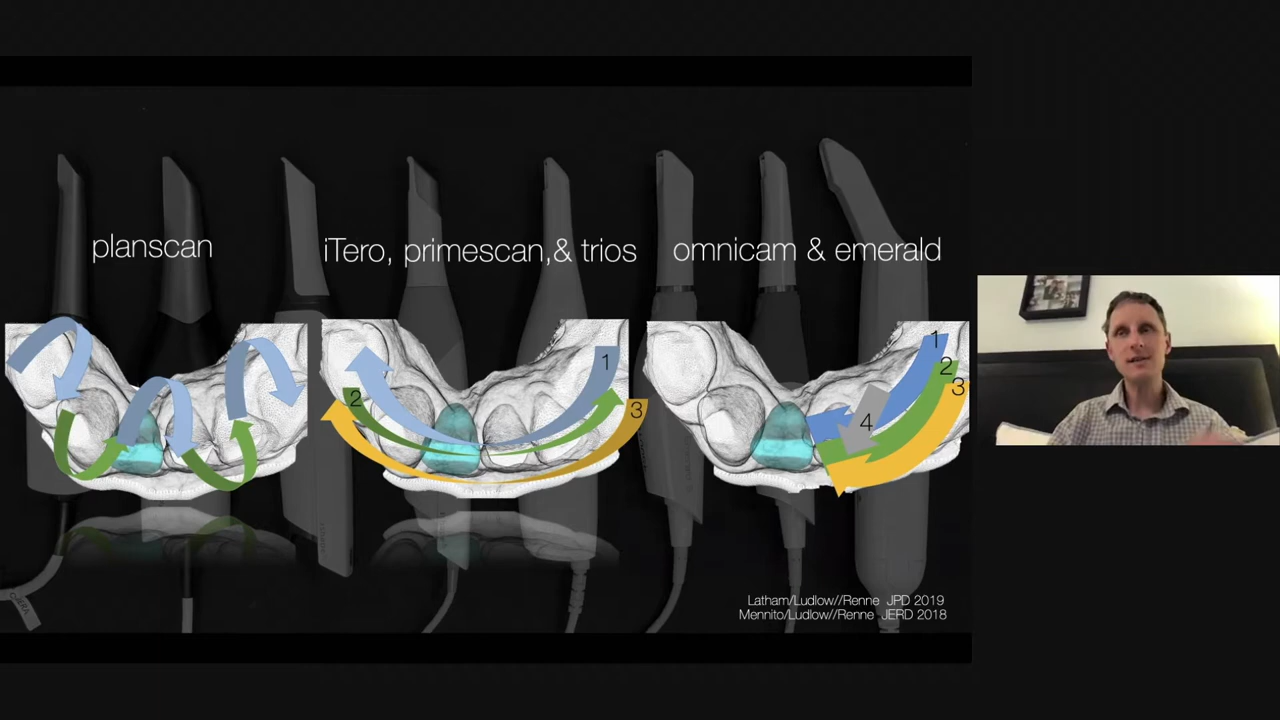 planscan
iTero, primescan,& trios
omnicam & emerald
1
2
3
1
2
3
4
Latham/Ludlow//Renne JPD 2019
Mennito/Ludlow//Renne JERD 2018